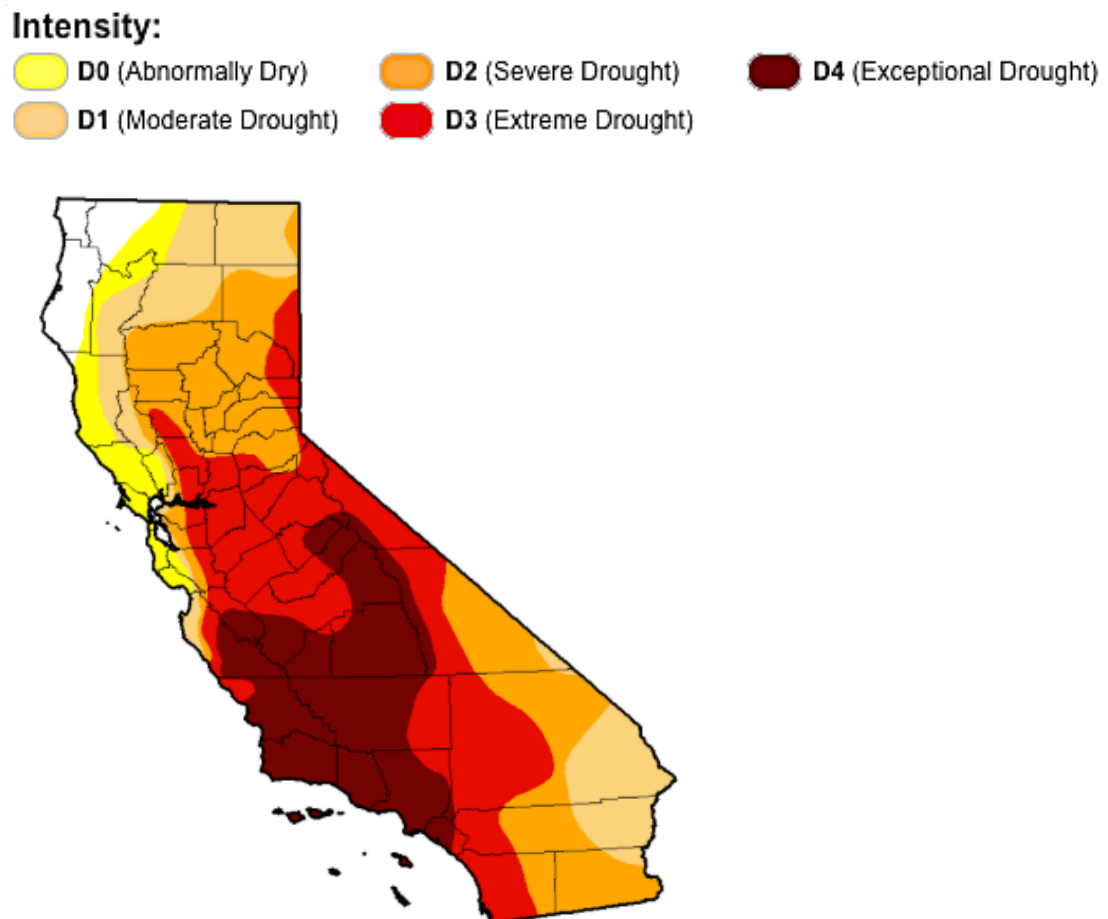 Intensity:
D0 (Abnormally Dry)
D2 (Severe Drought)
D4 (Exceptional Drought)
D1 (Moderate Drought)
D3 (Extreme Drought)